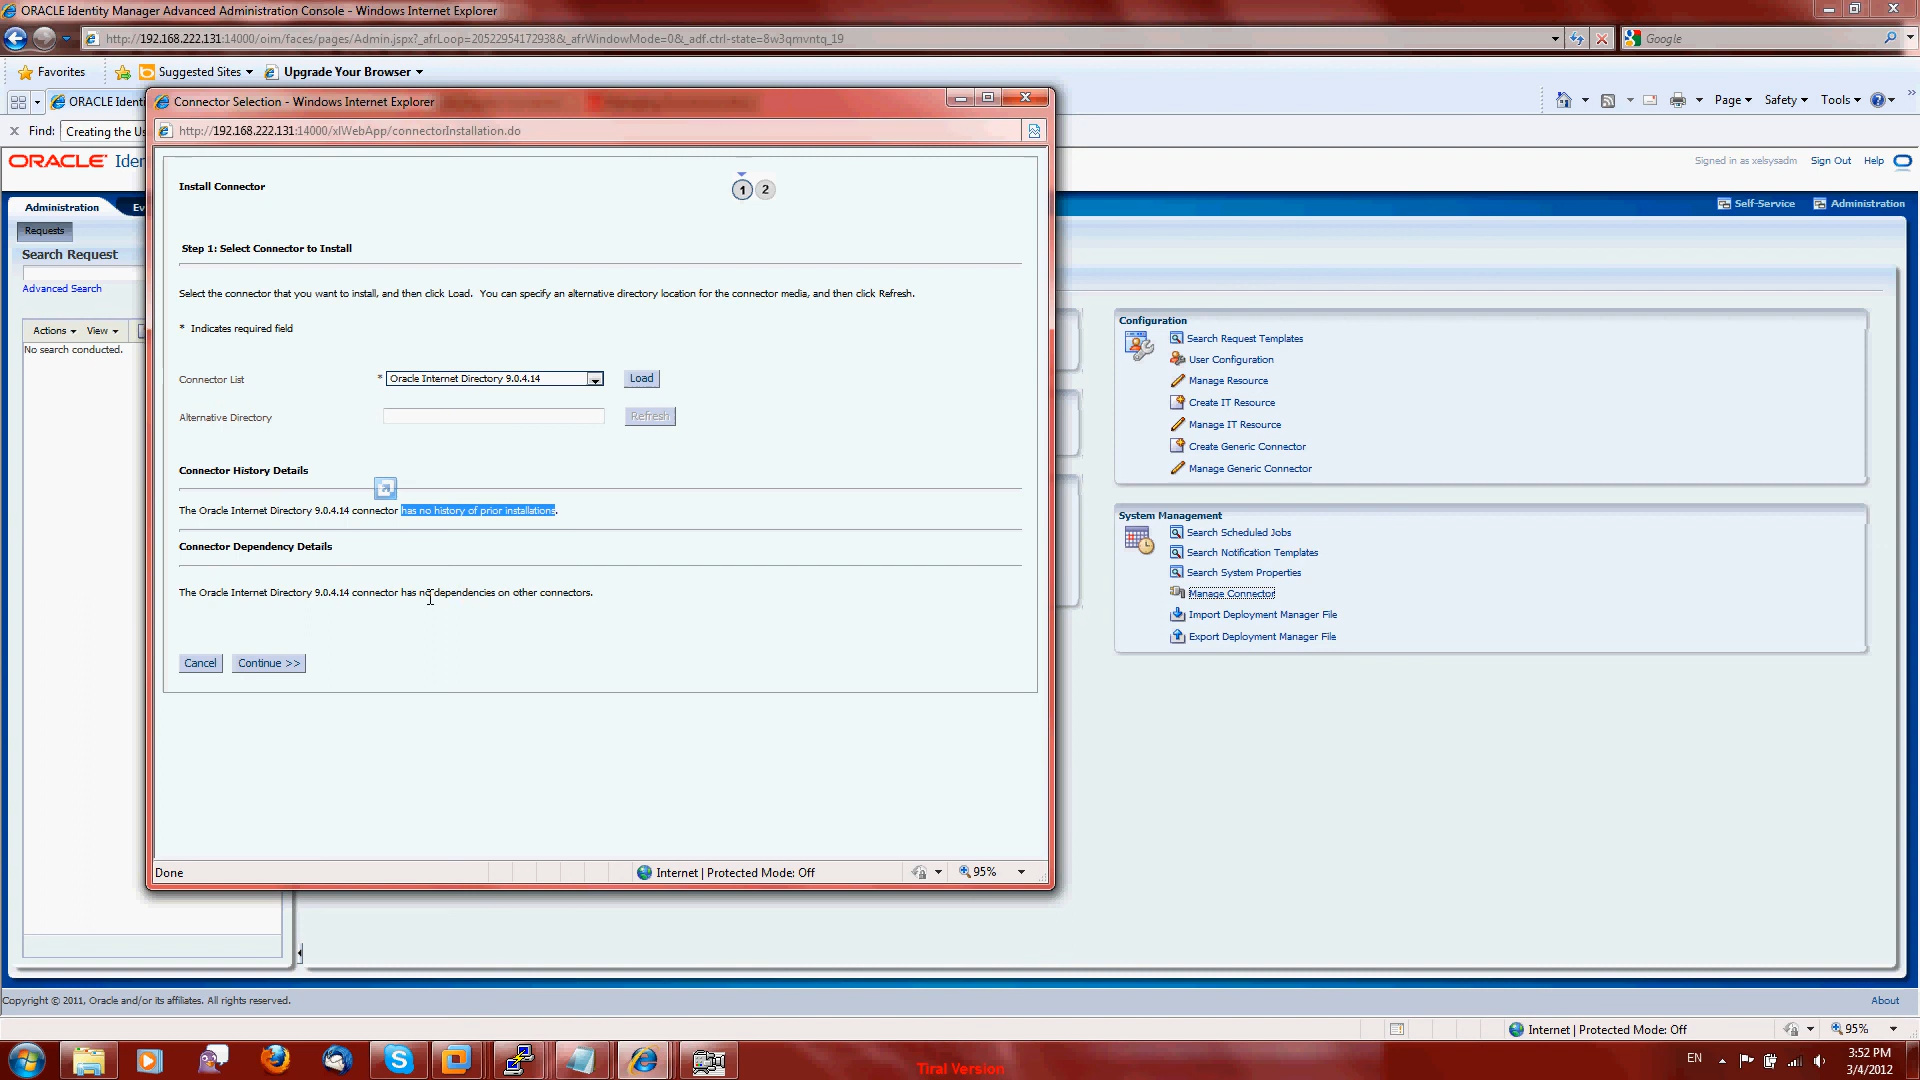 ORACLE Identity Manager Advanced Administration Console - Windows Internet Explorer
http://192.168.222.131:14000/oim/faces/pages/Admin.jspx?_afrLoop=20522954172938&_afrWindowMode=0&_adf.ctrl-state=8w3qmvntq_19
Google
Favorites
Suggested Sites
Upgrade Your Browser
ORACLE Identi
Page
Safety
Tools
Find:
Creating the Us
ORACLE Iden
Signed in as xelsysadm
Sign Out
Help
Administration
Ev
Self-Service
Administration
Requests
Search Request
Advanced Search
Actions
View
No search conducted.
Connector Selection - Windows Internet Explorer
http://192.168.222.131:14000/xlWebApp/connectorInstallation.do
Install Connector
1
2
Step 1: Select Connector to Install
Select the connector that you want to install, and then click Load. You can specify an alternative directory location for the connector media, and then click Refresh.
* Indicates required field
Connector List
* Oracle Internet Directory 9.0.4.14
Load
Alternative Directory
Refresh
Connector History Details
The Oracle Internet Directory 9.0.4.14 connector has no history of prior installations.
Connector Dependency Details
The Oracle Internet Directory 9.0.4.14 connector has no dependencies on other connectors.
Cancel
Continue >>
Done
Internet | Protected Mode: Off
95%
Configuration
Search Request Templates
User Configuration
Manage Resource
Create IT Resource
Manage IT Resource
Create Generic Connector
Manage Generic Connector
System Management
Search Scheduled Jobs
Search Notification Templates
Search System Properties
Manage Connector
Import Deployment Manager File
Export Deployment Manager File
Copyright © 2011, Oracle and/or its affiliates. All rights reserved.
About
Internet | Protected Mode: Off
95%
Tiral Version
EN
3:52 PM
3/4/2012